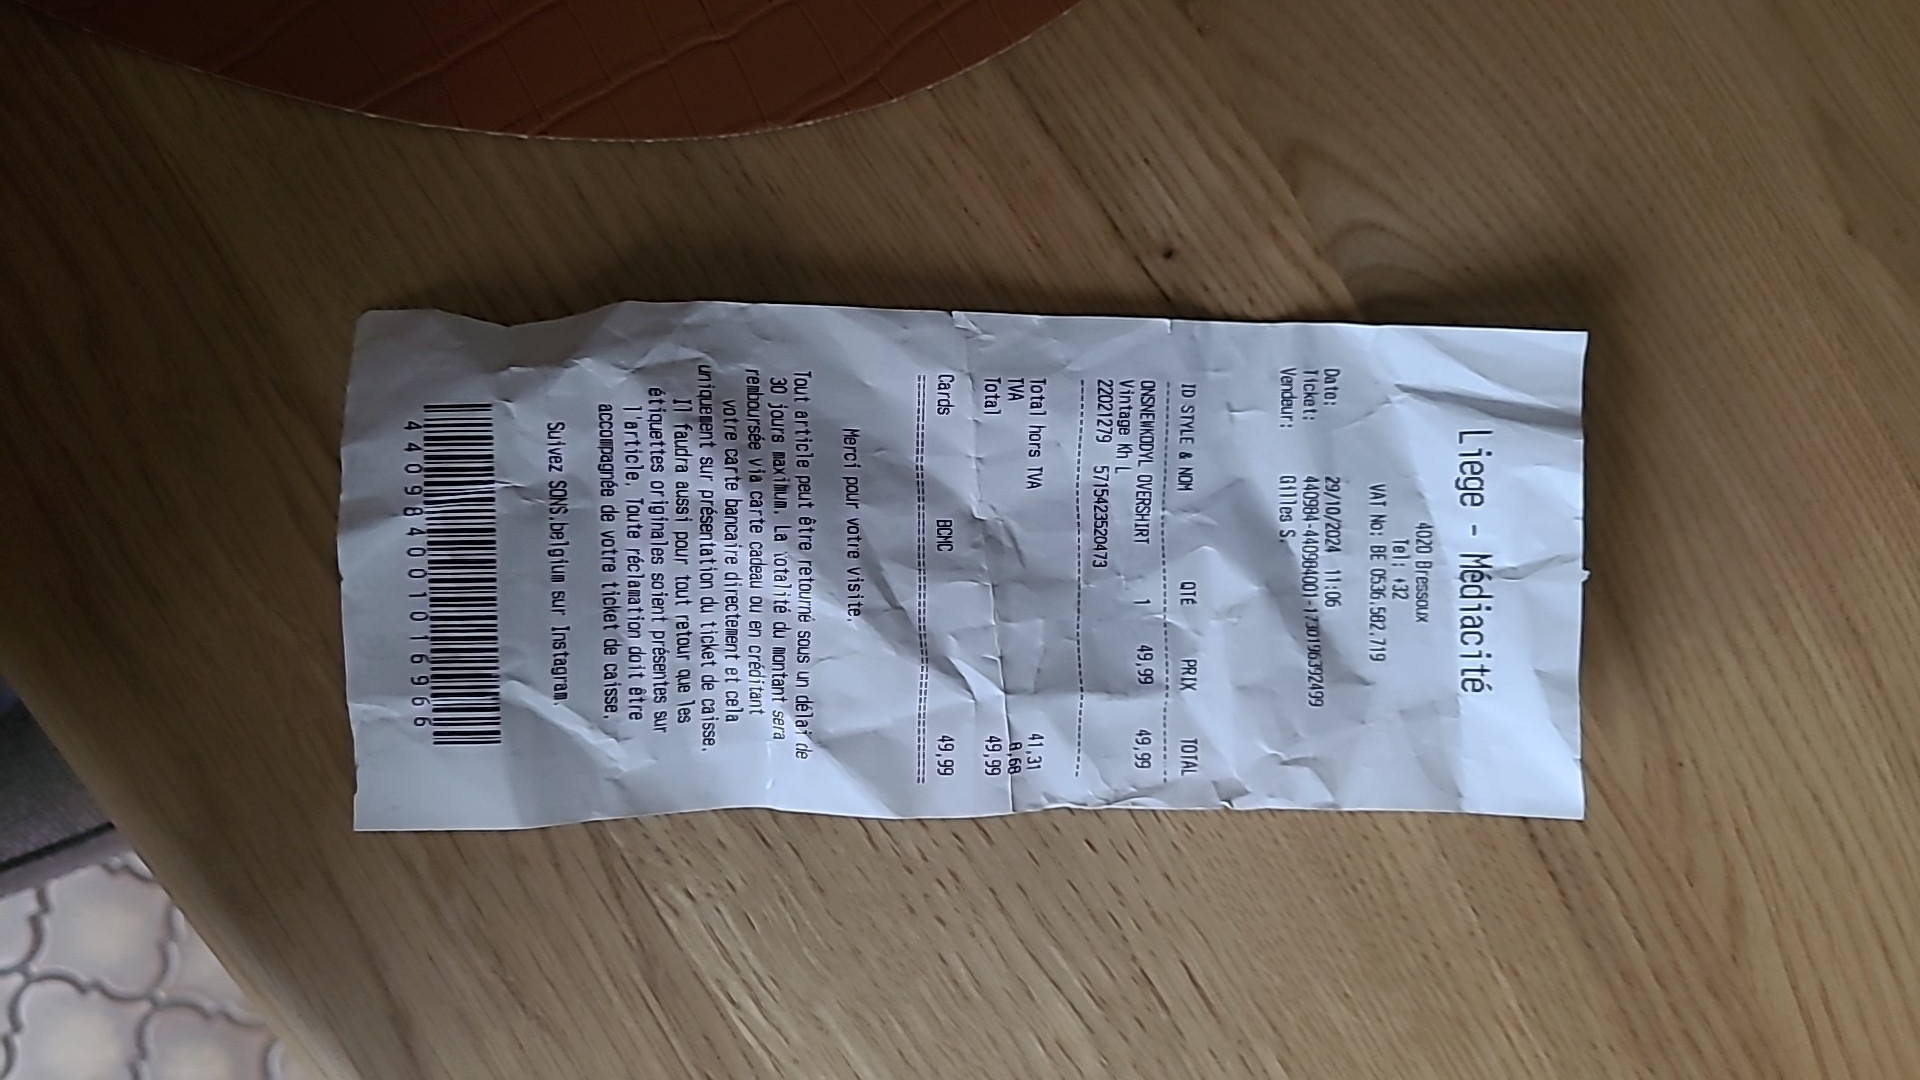 Liege - Médiacité
4020 Bressoux
Tel: +32
VAT No: BE 0536.582.719
Date: 29/10/2024 11:06
Ticket: 440984-440984001-1730196392499
Vendeur: Gilles S.
ID STYLE & NOM QTÉ PRIX TOTAL
ONSNEWKODYL OVERSHIRT 1 49,99 49,99
Vintage Kh L
22021279 5715423520473
Total hors TVA 41,31
TVA 8,68
Total 49,99
Cards BCMC 49,99
Merci pour votre visite.
Tout article peut être retourné sous un délai de
30 jours maximum. La totalité du montant sera
remboursée via carte cadeau ou en créditant
votre carte bancaire directement et cela
uniquement sur présentation du ticket de caisse.
Il faudra aussi pour tout retour que les
étiquettes originales soient présentes sur
l'article. Toute réclamation doit être
accompagnée de votre ticket de caisse.
Suivez SONS.belgium sur Instagram.
440984001016966